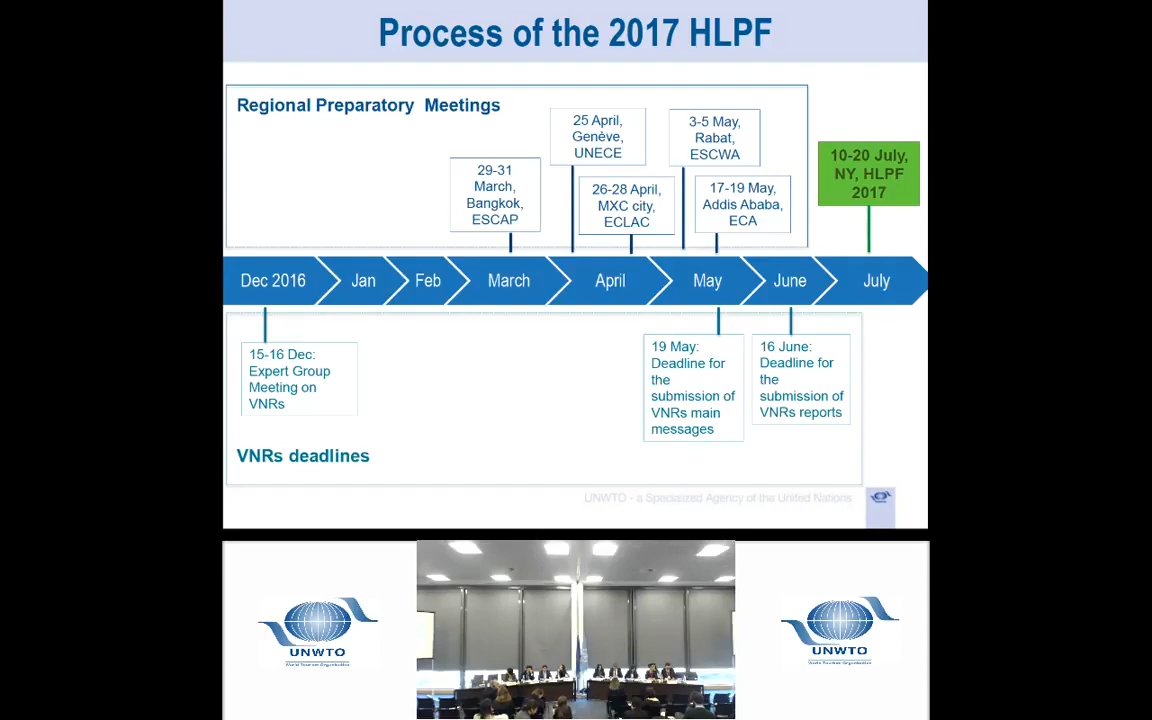 Process of the 2017 HLPF
Regional Preparatory Meetings
29-31
March,
Bangkok,
ESCAP
25 April,
Genève,
UNECE
26-28 April,
MXC city,
ECLAC
3-5 May,
Rabat,
ESCWA
17-19 May,
Addis Ababa,
ECA
10-20 July,
NY, HLPF
2017
Dec 2016
Jan
Feb
March
April
May
June
July
15-16 Dec:
Expert Group
Meeting on
VNRs
19 May:
Deadline for
the
submission of
VNRs main
messages
16 June:
Deadline for
the
submission of
VNRs reports
VNRs deadlines
UNWTO - a Specialized Agency of the United Nations
UNWTO
World Tourism Organization
UNWTO
World Tourism Organization